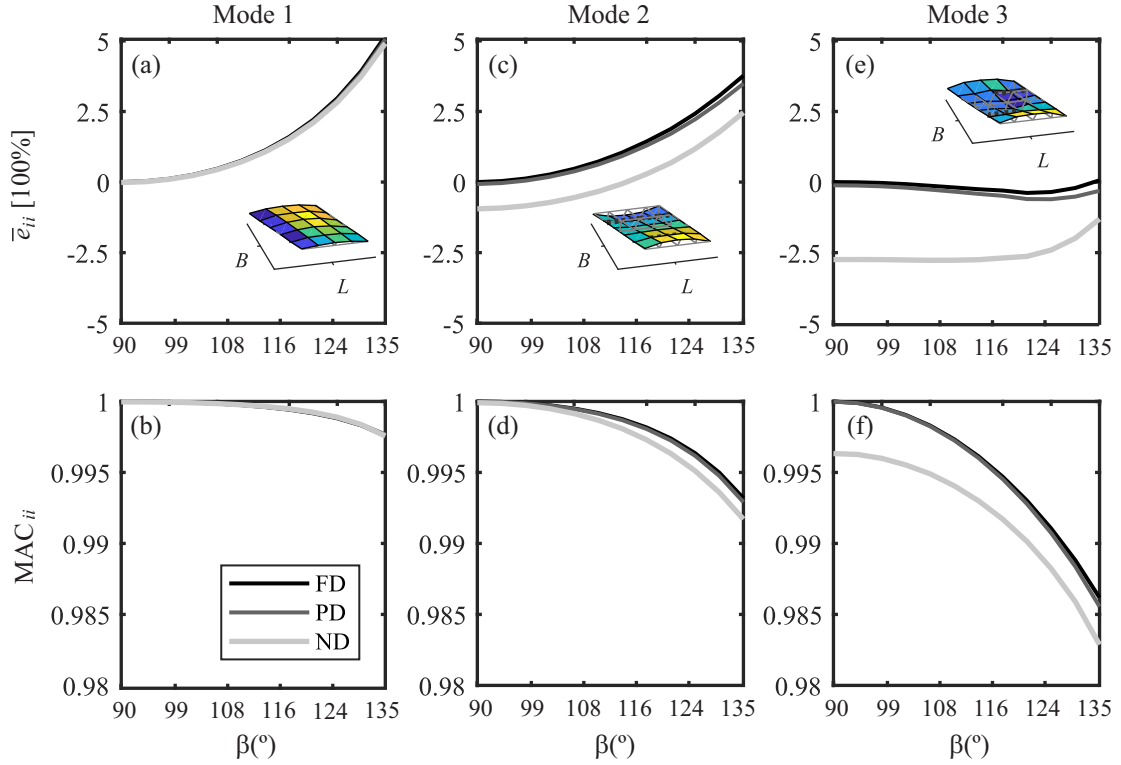 Mode 1
Mode 2
Mode 3
e̅ii [100%]
5
2.5
0
-2.5
-5
(a)
B
L
90 99 108 116 124 135
5
2.5
0
-2.5
-5
(c)
B
L
90 99 108 116 124 135
5
2.5
0
-2.5
-5
(e)
B
L
90 99 108 116 124 135
MAC ii
1
0.995
0.99
0.985
0.98
(b)
FD
PD
ND
90 99 108 116 124 135
β(º)
1
0.995
0.99
0.985
0.98
(d)
90 99 108 116 124 135
β(º)
1
0.995
0.99
0.985
0.98
(f)
90 99 108 116 124 135
β(º)